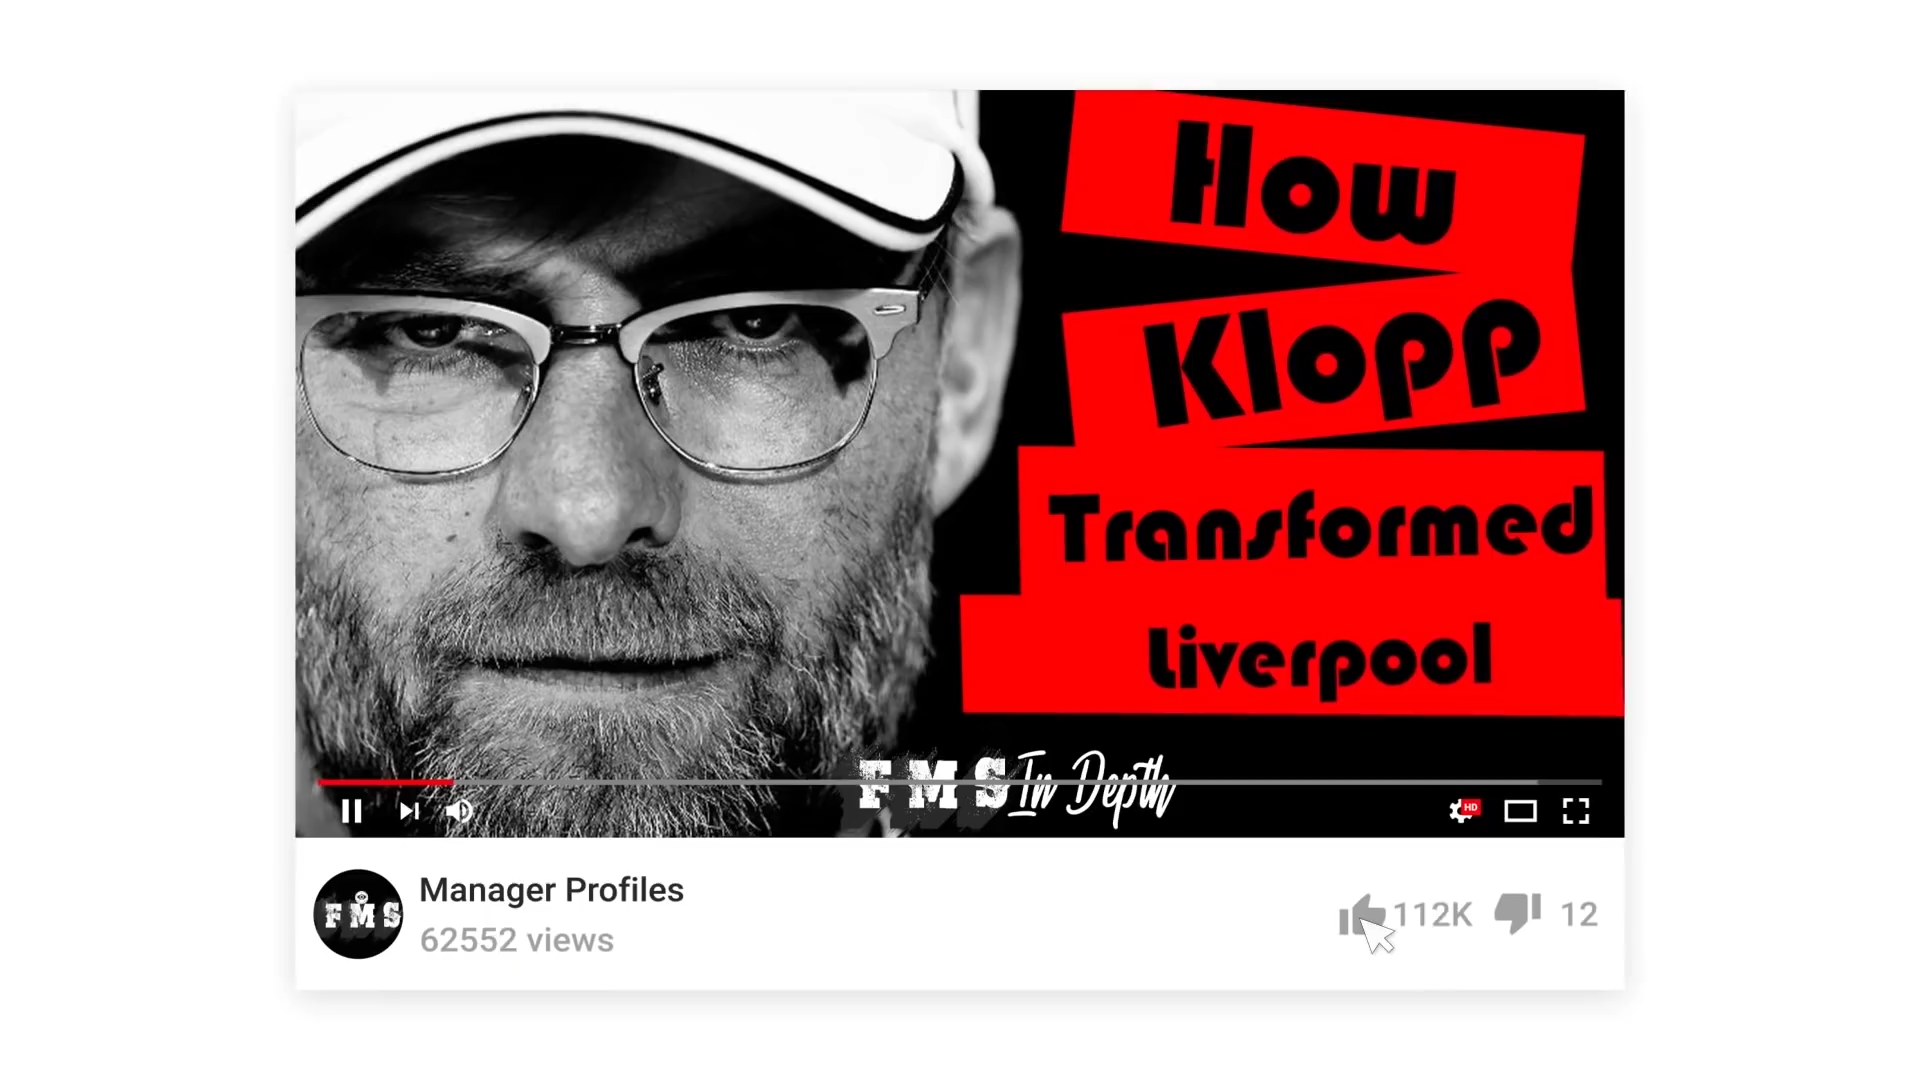 How
Klopp
Transformed
Liverpool
FMS In Depth
HD
FMS
Manager Profiles
62552 views
112K
12